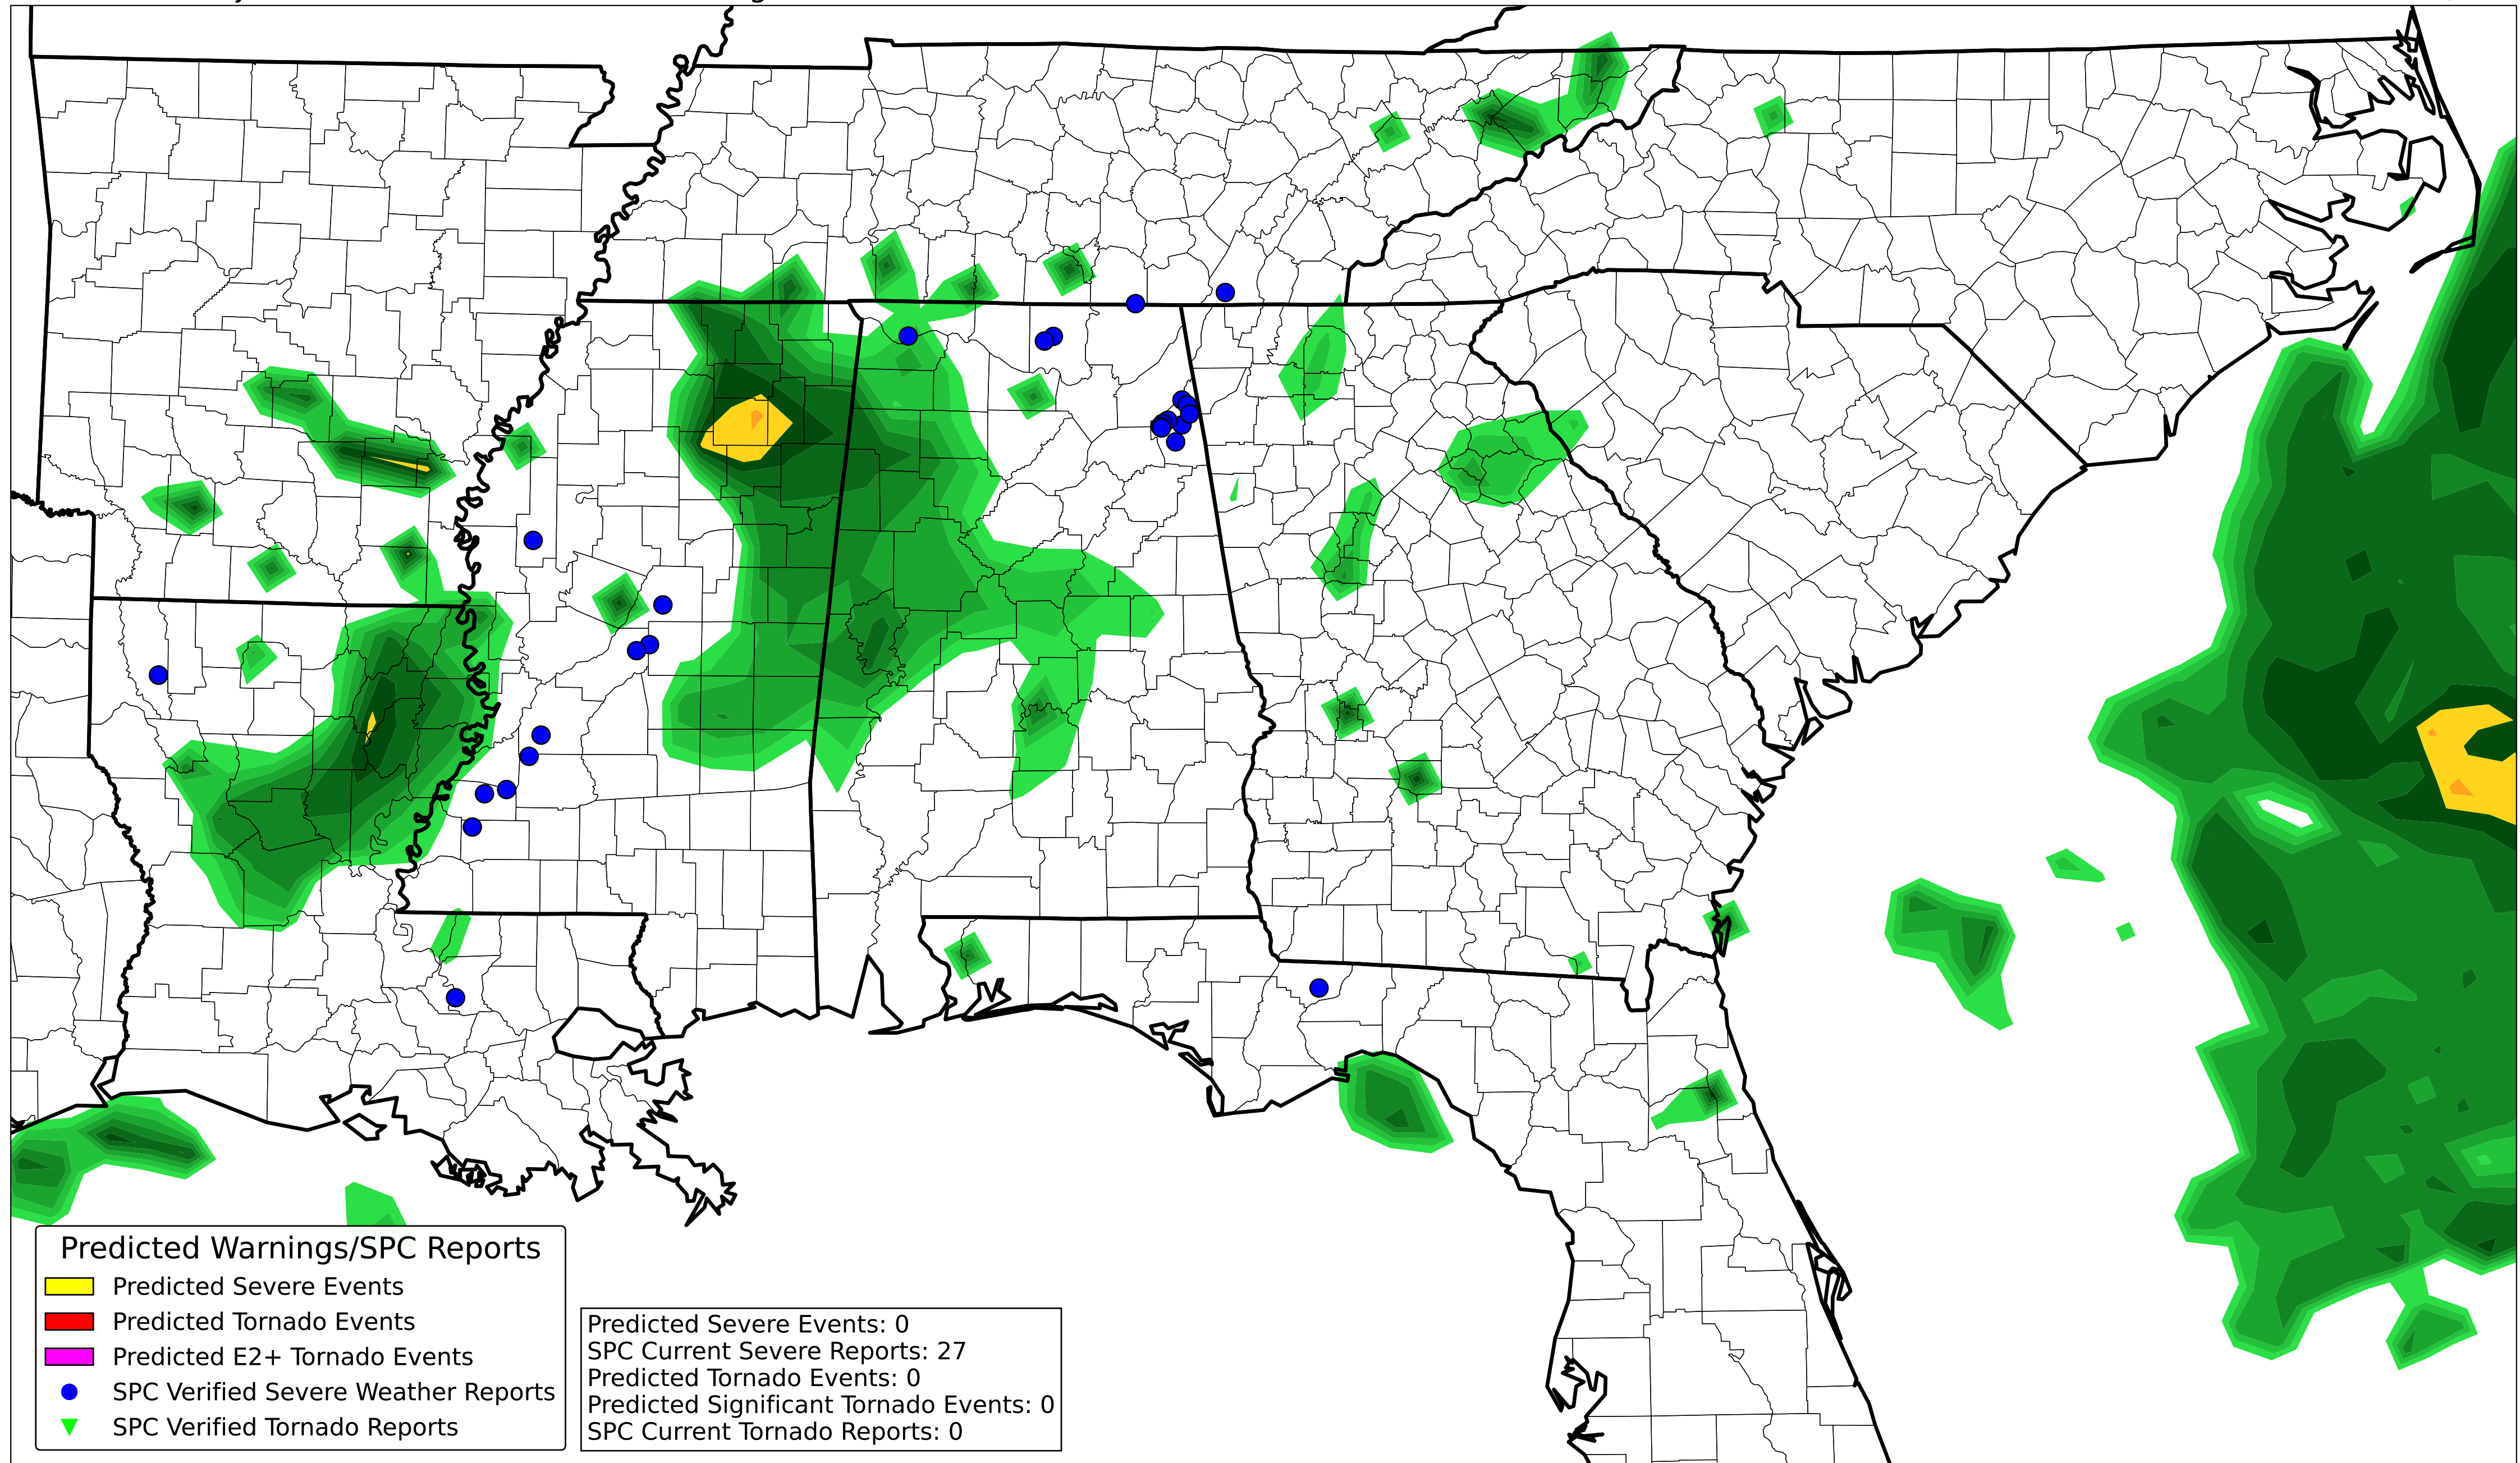 Predicted Warnings/SPC Reports
Predicted Severe Events
Predicted Tornado Events
Predicted E2+ Tornado Events
SPC Verified Severe Weather Reports
SPC Verified Tornado Reports
Predicted Severe Events: 0
SPC Current Severe Reports: 27
Predicted Tornado Events: 0
Predicted Significant Tornado Events: 0
SPC Current Tornado Reports: 0